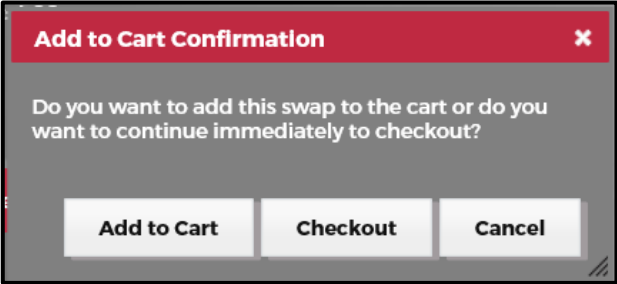 Add to Cart Confirmation
Do you want to add this swap to the cart or do you
want to continue immediately to checkout?
Add to Cart
Checkout
Cancel